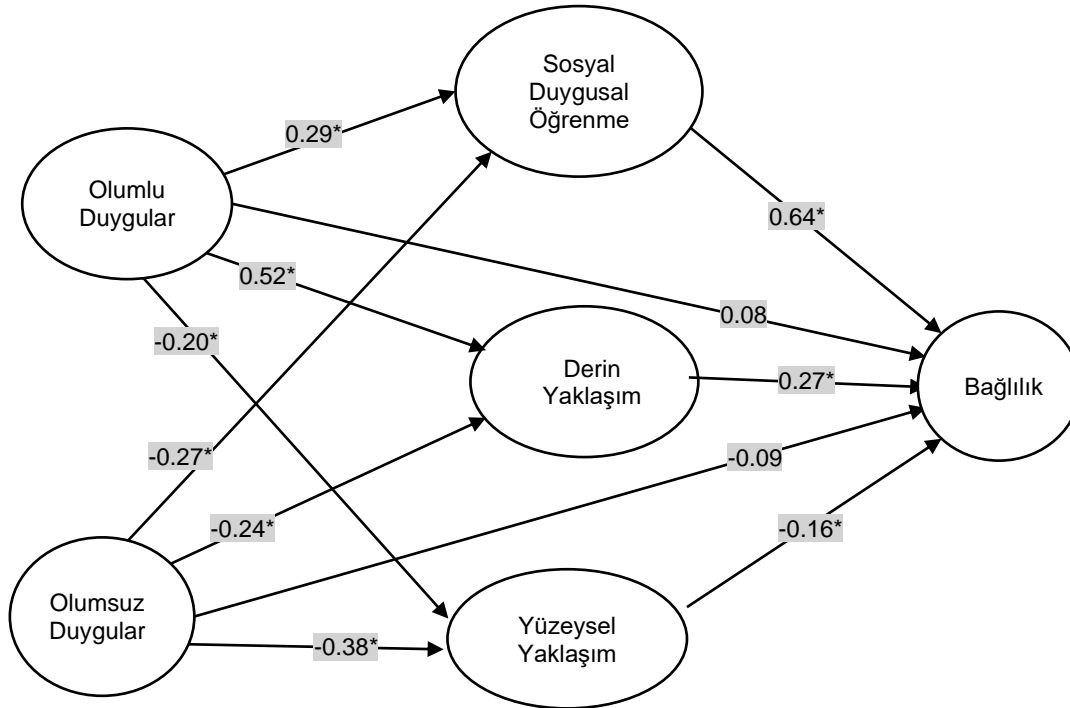 Sosyal
Duygusal
Öğrenme
0.29*
Olumlu
Duygular
0.64*
0.52*
0.08
-0.20*
Derin
Yaklaşım
0.27*
Bağlılık
-0.27*
-0.09
-0.24*
-0.16*
Olumsuz
Duygular
-0.38*
Yüzeysel
Yaklaşım